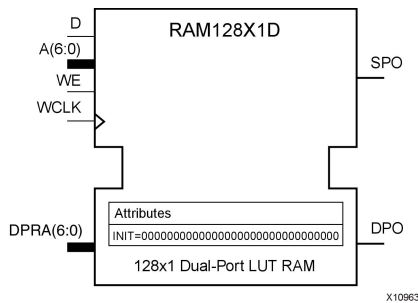 D
RAM128X1D
A(6:0)
SPO
WE
WCLK
Attributes
DPRA(6:0)
INIT=00000000000000000000000000000000
DPO
128x1 Dual-Port LUT RAM
X10963